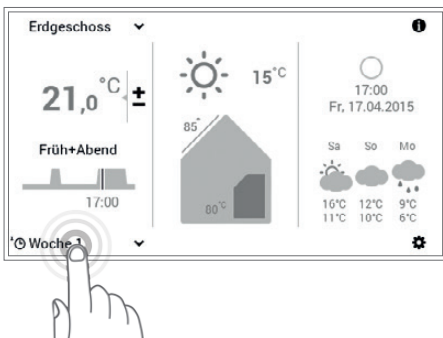 Erdgeschoss
21,0 °C ±
Früh+Abend
17:00
Woche 1
15°C
85°
80°C
17:00
Fr, 17.04.2015
Sa So Mo
16°C 12°C 9°C
11°C 10°C 6°C